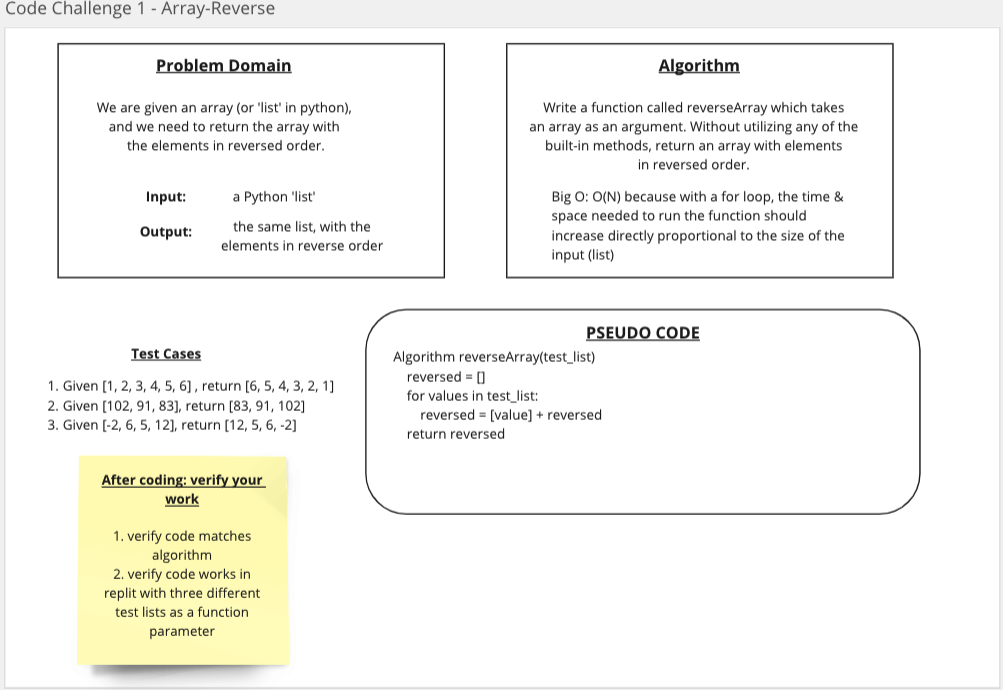 Code Challenge 1 - Array-Reverse
Problem Domain
We are given an array (or 'list' in python),
and we need to return the array with
the elements in reversed order.
Input: a Python 'list'
Output: the same list, with the
elements in reverse order
Algorithm
Write a function called reverseArray which takes
an array as an argument. Without utilizing any of the
built-in methods, return an array with elements
in reversed order.
Big O: O(N) because with a for loop, the time &
space needed to run the function should
increase directly proportional to the size of the
input (list)
Test Cases
1. Given [1, 2, 3, 4, 5, 6] , return [6, 5, 4, 3, 2, 1]
2. Given [102, 91, 83], return [83, 91, 102]
3. Given [-2, 6, 5, 12], return [12, 5, 6, -2]
PSEUDO CODE
Algorithm reverseArray(test_list)
reversed = []
for values in test_list:
reversed = [value] + reversed
return reversed
After coding: verify your
work
1. verify code matches
algorithm
2. verify code works in
replit with three different
test lists as a function
parameter